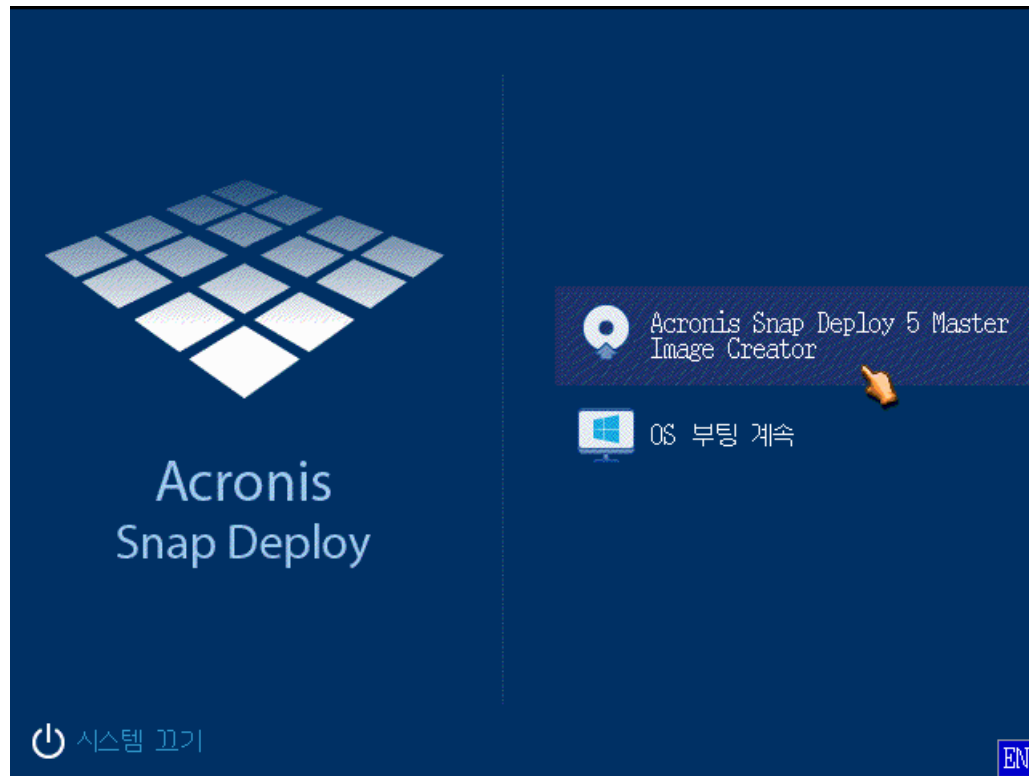 Acronis
Snap Deploy
Acronis Snap Deploy 5 Master
Image Creator
OS 부팅 계속
시스템 끄기
EN